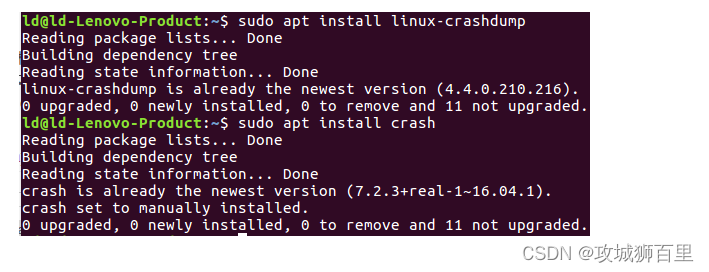 ld@ld-Lenovo-Product:~$ sudo apt install linux-crashdump
Reading package lists... Done
Building dependency tree
Reading state information... Done
linux-crashdump is already the newest version (4.4.0.210.216).
0 upgraded, 0 newly installed, 0 to remove and 11 not upgraded.
ld@ld-Lenovo-Product:~$ sudo apt install crash
Reading package lists... Done
Building dependency tree
Reading state information... Done
crash is already the newest version (7.2.3+real-1~16.04.1).
crash set to manually installed.
0 upgraded, 0 newly installed, 0 to remove and 11 not upgraded.
CSDN @攻城狮百里